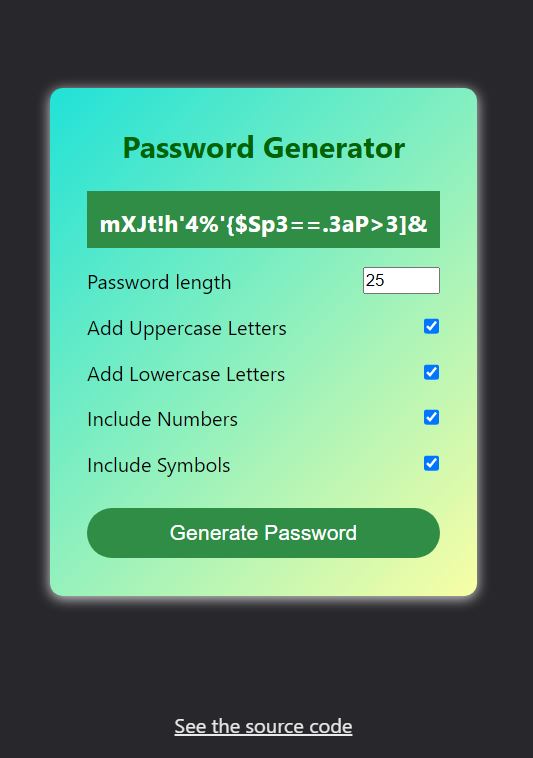 Password Generator
mXJt!h'4%'{$Sp3==.3aP>3]&
Password length
25
Add Uppercase Letters
Add Lowercase Letters
Include Numbers
Include Symbols
Generate Password
See the source code